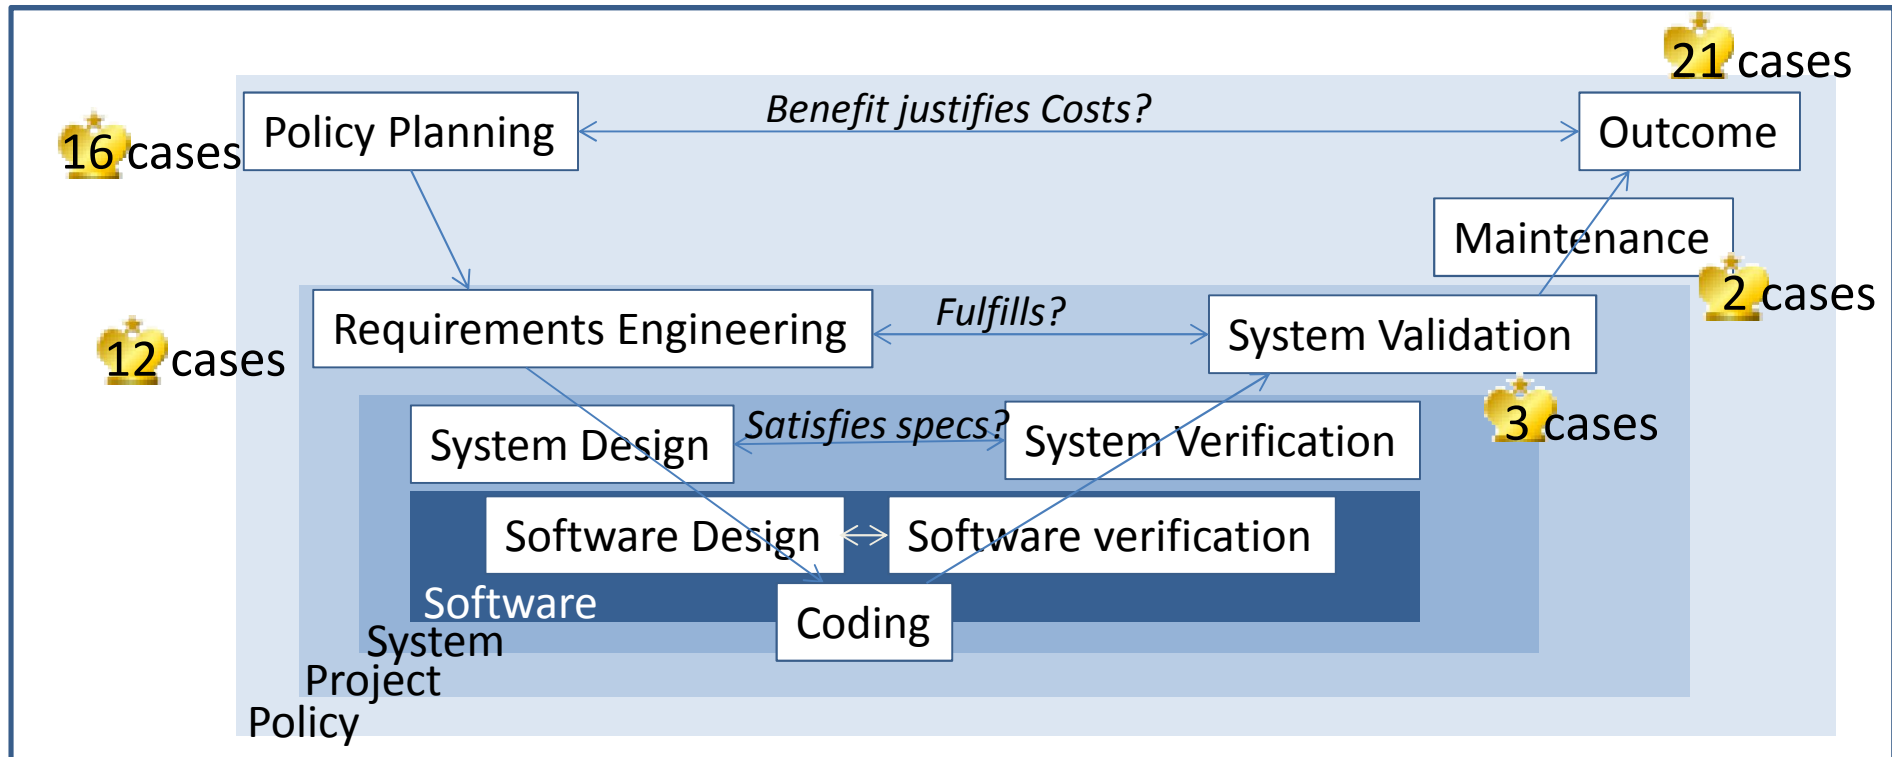 21 cases
Benefit justifies Costs?
Policy Planning
Outcome
16 cases
Maintenance
2 cases
Requirements Engineering
Fulfills?
System Validation
12 cases
3 cases
System Design
Satisfies specs?
System Verification
Software Design
Software verification
Software
Coding
System
Project
Policy